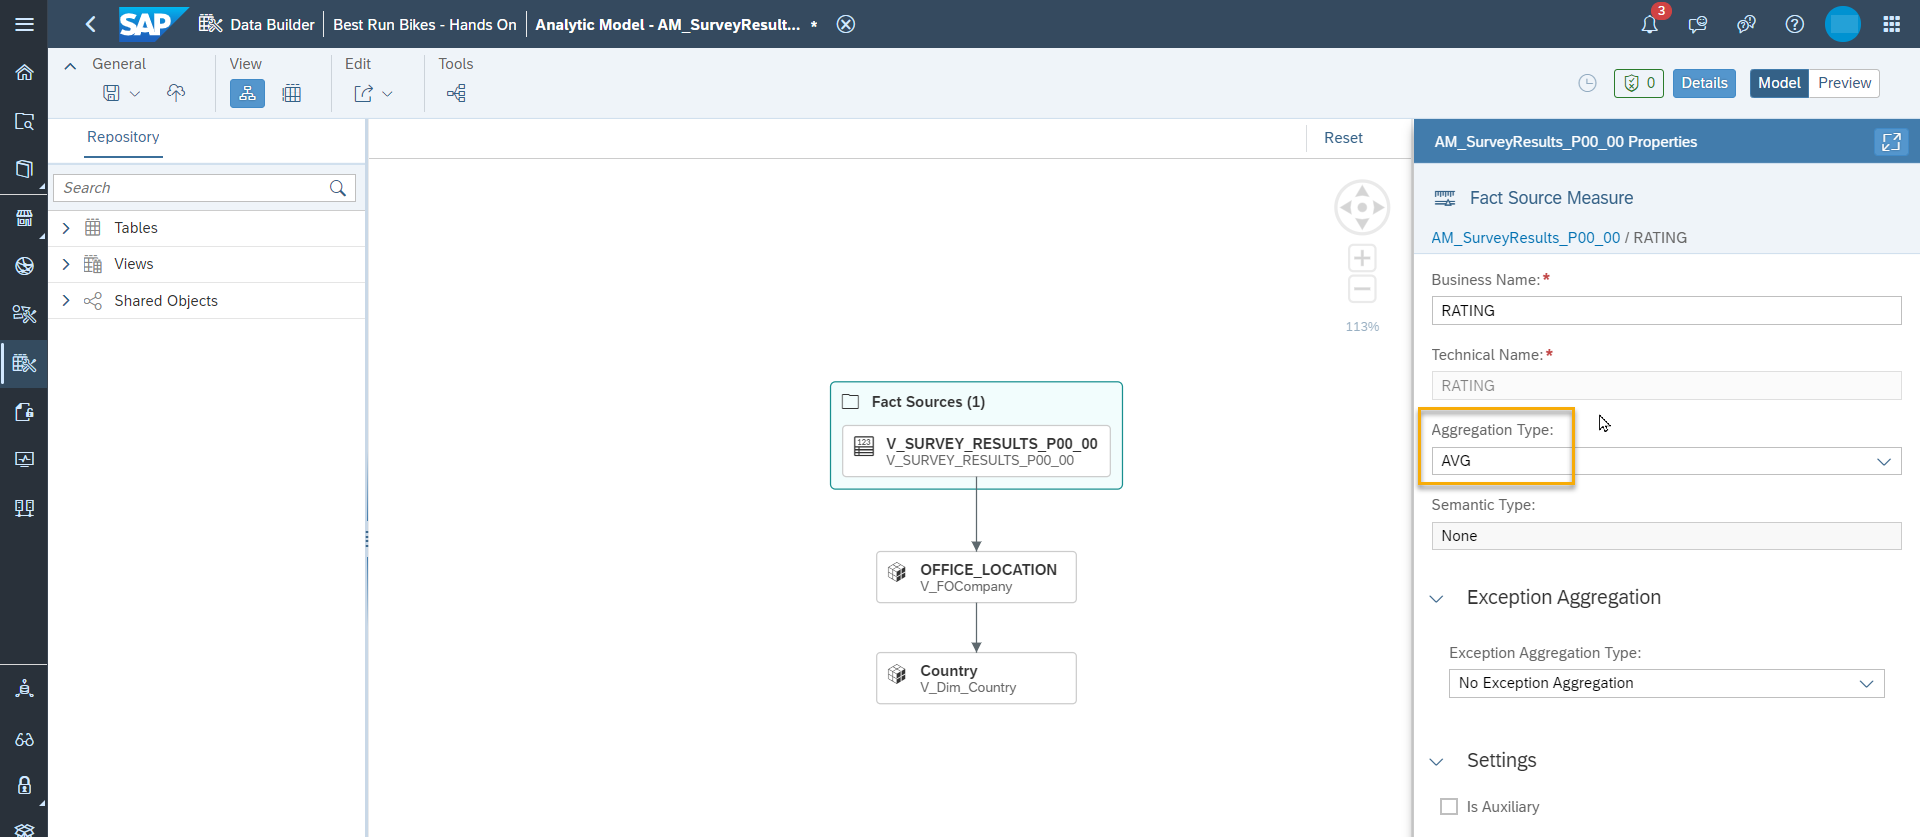 SAP
Data Builder
Best Run Bikes - Hands On
Analytic Model - AM_SurveyResult... *
3
General
View
Edit
Tools
0
Details
Model
Preview
Repository
Reset
Search
Tables
Views
Shared Objects
113%
Fact Sources (1)
123
V_SURVEY_RESULTS_P00_00
V_SURVEY_RESULTS_P00_00
OFFICE_LOCATION
V_FOCompany
Country
V_Dim_Country
AM_SurveyResults_P00_00 Properties
Fact Source Measure
AM_SurveyResults_P00_00 / RATING
Business Name:*
RATING
Technical Name:*
RATING
Aggregation Type:
AVG
Semantic Type:
None
Exception Aggregation
Exception Aggregation Type:
No Exception Aggregation
Settings
Is Auxiliary